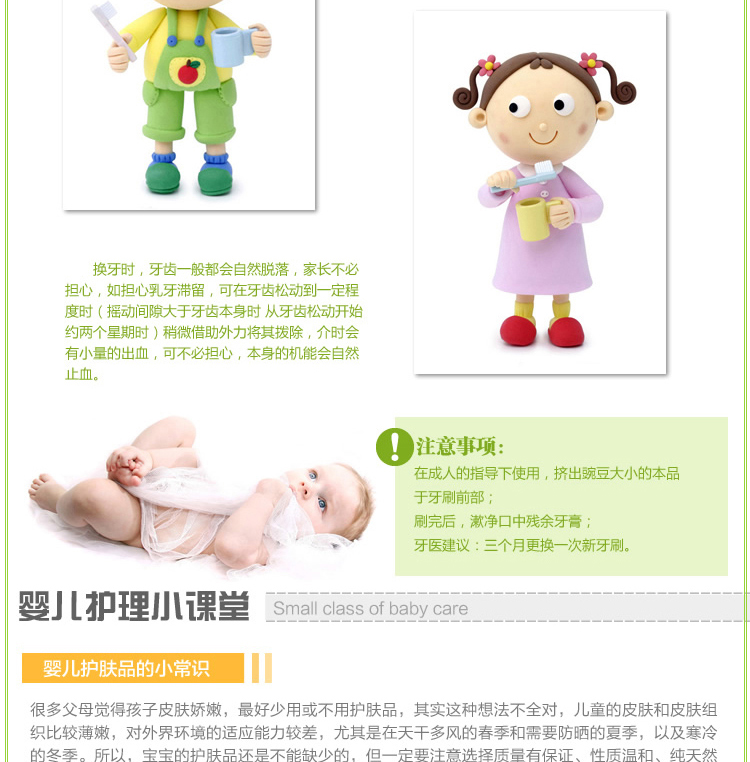 换牙时，牙齿一般都会自然脱落，家长不必
担心，如担心乳牙滞留，可在牙齿松动到一定程
度时（摇动间隙大于牙齿本身时 从牙齿松动开始
约两个星期时）稍微借助外力将其拨除，介时会
有小量的出血，可不必担心，本身的机能会自然
止血。
注意事项：
在成人的指导下使用，挤出豌豆大小的本品
于牙刷前部；
刷完后，漱净口中残余牙膏；
牙医建议：三个月更换一次新牙刷。
婴儿护理小课堂
Small class of baby care
婴儿护肤品的小常识
很多父母觉得孩子皮肤娇嫩，最好少用或不用护肤品，其实这种想法不全对，儿童的皮肤和皮肤组
织比较薄嫩，对外界环境的适应能力较差，尤其是在天干多风的春季和需要防晒的夏季，以及寒冷
的冬季。所以，宝宝的护肤品还是不能缺少的，但一定要注意选择质量有保证、性质温和、纯天然